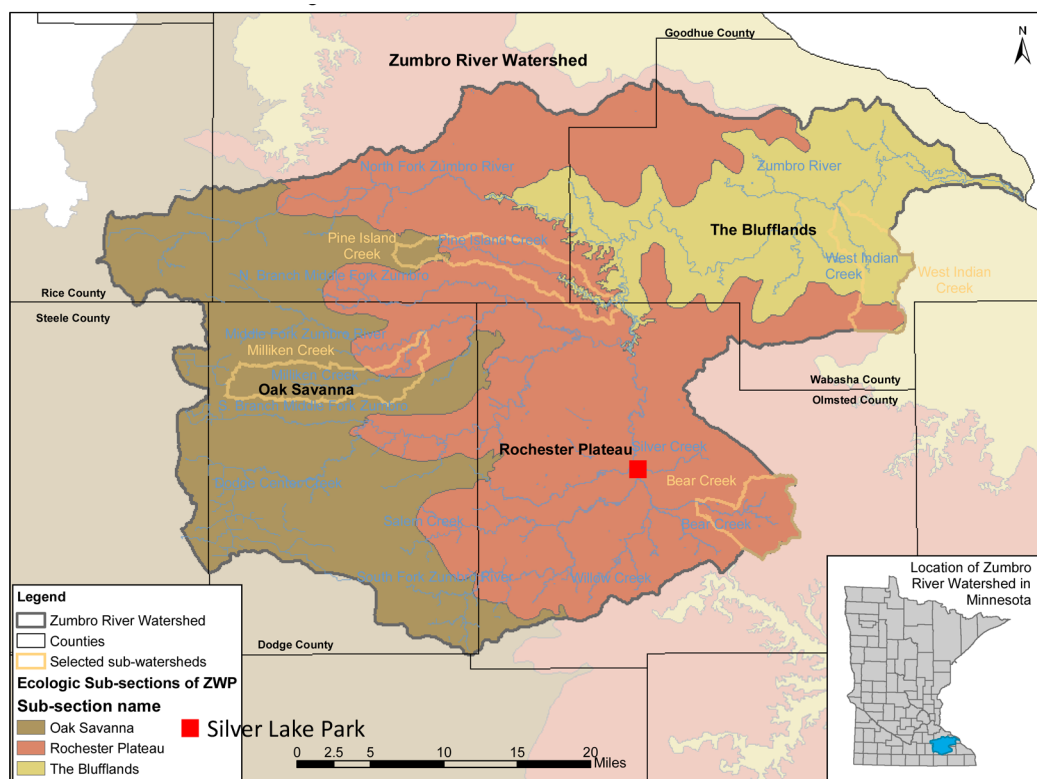 Goodhue County
N
Zumbro River Watershed
North Fork Zumbro River
Zumbro River
The Blufflands
Pine Island
Creek
Pine Island Creek
West Indian
Creek
West Indian
Creek
N. Branch Middle Fork Zumbro
Rice County
Steele County
Middle Fork Zumbro River
Milliken Creek
Milliken Creek
Oak Savanna
S. Branch Middle Fork Zumbro
Wabasha County
Olmsted County
Rochester Plateau
Silver Creek
Bear Creek
Dodge Center Creek
Salem Creek
Bear Creek
South Fork Zumbro River
Willow Creek
Dodge County
Location of Zumbro
River Watershed in
Minnesota
Legend
Zumbro River Watershed
Counties
Selected sub-watersheds
Ecologic Sub-sections of ZWP
Sub-section name
Oak Savanna
Rochester Plateau
The Blufflands
Silver Lake Park
0 2.5 5 10 15 20
Miles